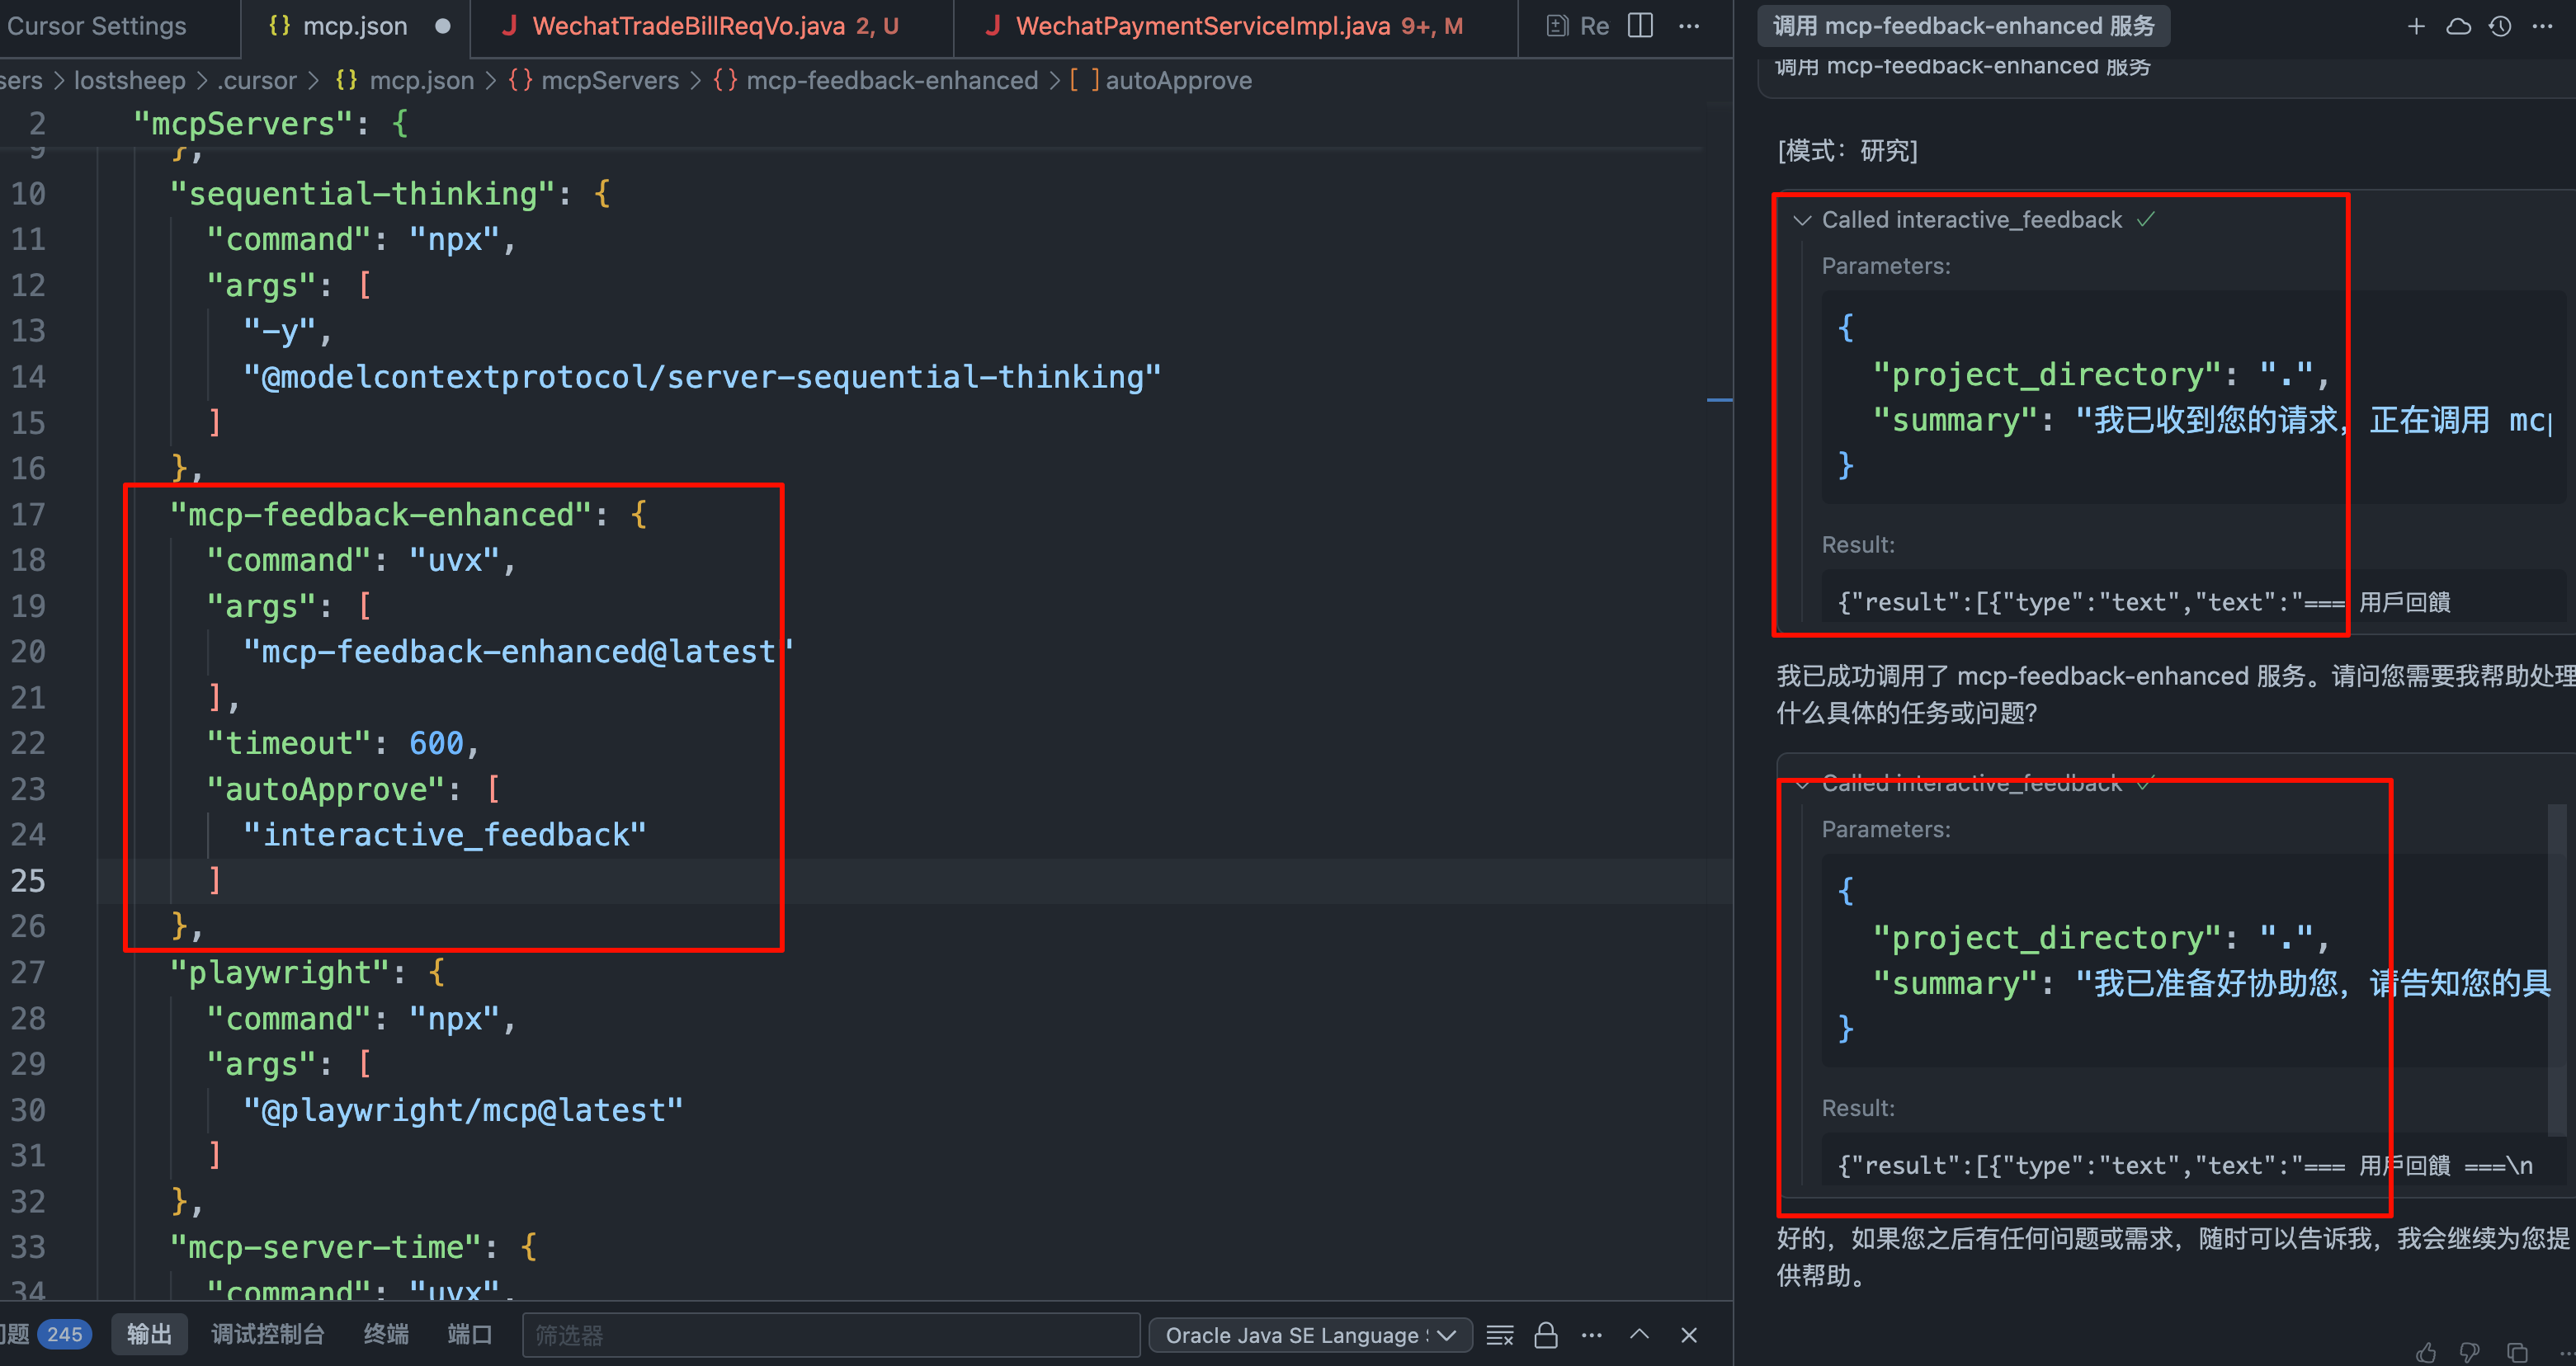 Cursor Settings
{} mcp.json
WechatTradeBillReqVo.java 2, U
WechatPaymentServiceImpl.java 9+, M
Re
sers > lostsheep > .cursor > {} mcp.json > {} mcpServers > {} mcp-feedback-enhanced > [ ] autoApprove
2 "mcpServers": {
9 },
10 "sequential-thinking": {
11 "command": "npx",
12 "args": [
13 "-y",
14 "@modelcontextprotocol/server-sequential-thinking"
15 ]
16 },
17 "mcp-feedback-enhanced": {
18 "command": "uvx",
19 "args": [
20 "mcp-feedback-enhanced@latest"
21 ],
22 "timeout": 600,
23 "autoApprove": [
24 "interactive_feedback"
25 ]
26 },
27 "playwright": {
28 "command": "npx",
29 "args": [
30 "@playwright/mcp@latest"
31 ]
32 },
33 "mcp-server-time": {
34 "command": "uvx",
题 245 输出 调试控制台 终端 端口 筛选器 Oracle Java SE Language
调用 mcp-feedback-enhanced 服务
调用 mcp-feedback-enhanced 服务
[模式：研究]
Called interactive_feedback
Parameters:
{
"project_directory": ".",
"summary": "我已收到您的请求，正在调用 mcp
}
Result:
{"result":[{"type":"text","text":"=== 用戶回饋
我已成功调用了 mcp-feedback-enhanced 服务。请问您需要我帮助处理
什么具体的任务或问题？
Called interactive_feedback
Parameters:
{
"project_directory": ".",
"summary": "我已准备好协助您，请告知您的具
}
Result:
{"result":[{"type":"text","text":"=== 用戶回饋 ===\n
好的，如果您之后有任何问题或需求，随时可以告诉我，我会继续为您提
供帮助。